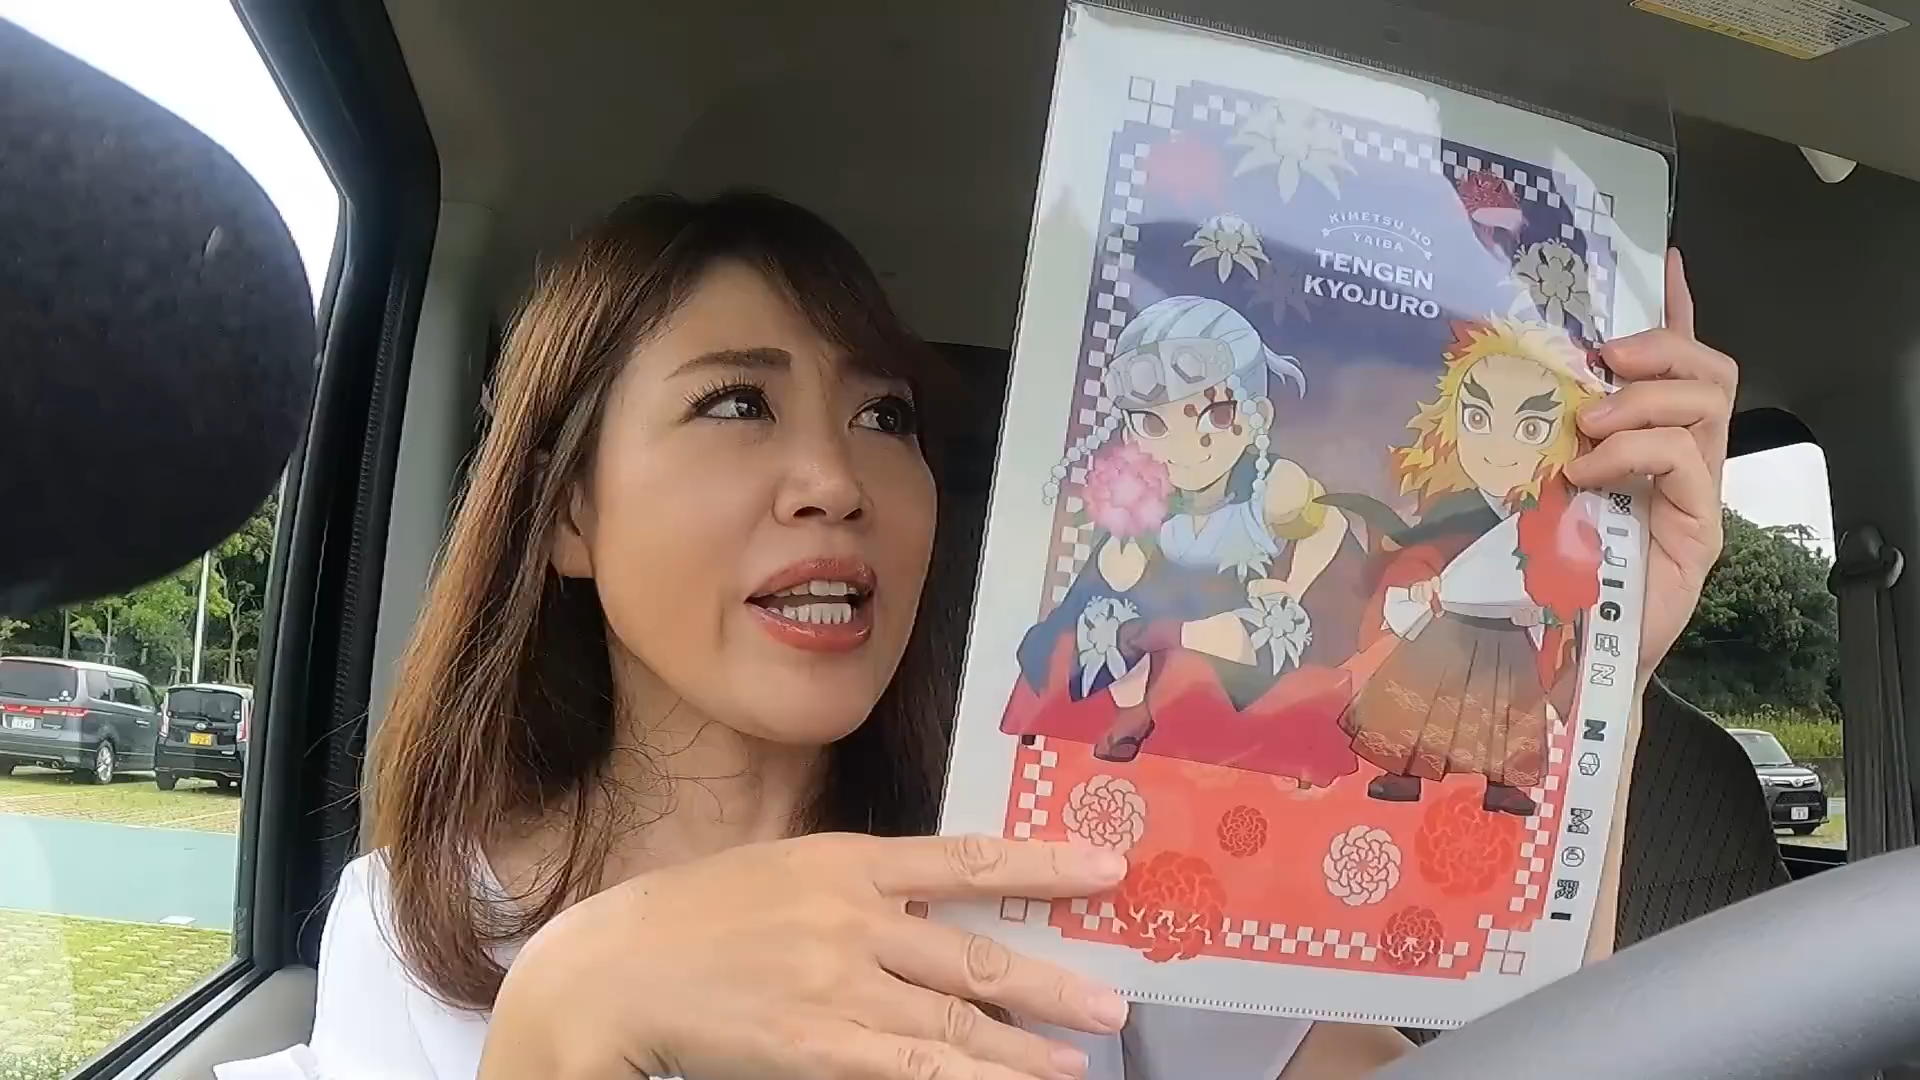 KIMETSU NO
YAIBA
TENGEN
KYOJURO
NIJIGEN NO MORI